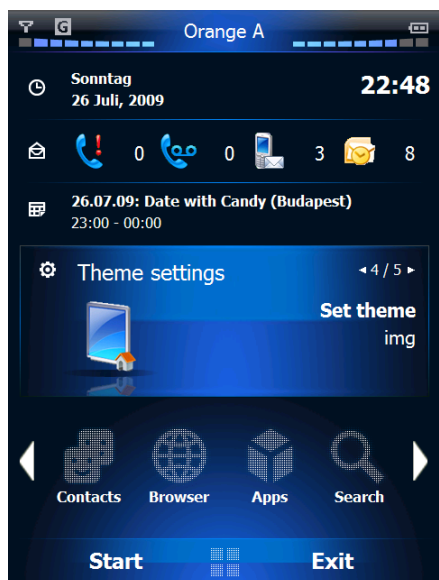 G
Orange A
Sonntag
26 Juli, 2009
22:48
0
0
3
8
26.07.09: Date with Candy (Budapest)
23:00 - 00:00
Theme settings
◂ 4 / 5 ▸
Set theme
img
Contacts
Browser
Apps
Search
Start
Exit